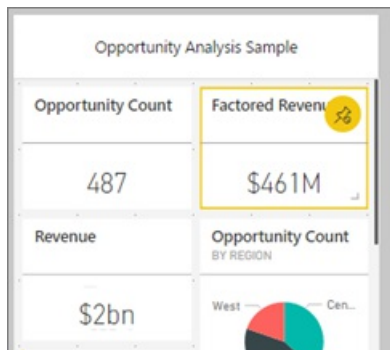 Opportunity Analysis Sample
Opportunity Count
Factored Revenu
487
$461M
Revenue
Opportunity Count
BY REGION
$2bn
West
Cen...